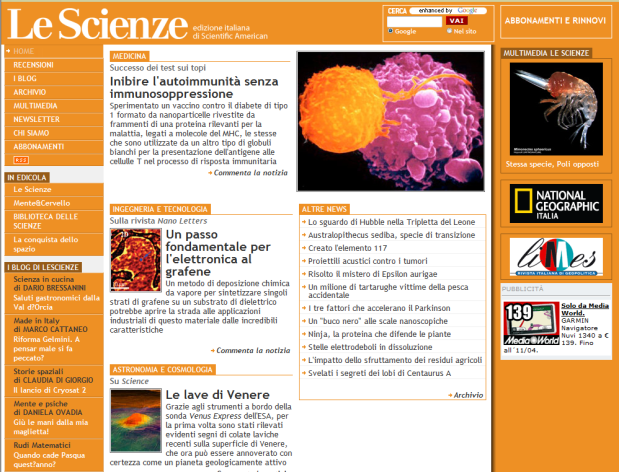 Le Scienze
edizione italiana
di Scientific American
CERCA
enhanced by Google
VAI
Google
Nel sito
ABBONAMENTI E RINNOVI
HOME
RECENSIONI
I BLOG
ARCHIVIO
MULTIMEDIA
NEWSLETTER
CHI SIAMO
ABBONAMENTI
RSS
IN EDICOLA
Le Scienze
Mente&Cervello
BIBLIOTECA DELLE
SCIENZE
La conquista dello
spazio
I BLOG DI LESCIENZE
Scienza in cucina
di DARIO BRESSANINI
Saluti gastronomici dalla
Val d'Orcia
Made in Italy
di MARCO CATTANEO
Riforma Gelmini. A
pensar male si fa
peccato?
Storie spaziali
di CLAUDIA DI GIORGIO
Il lancio di Cryosat 2
Mente e psiche
di DANIELA OVADIA
Giù le mani dalla mia
maglietta!
Rudi Matematici
Quando cade Pasqua
quest?anno?
MEDICINA
Successo dei test sui topi
Inibire l'autoimmunità senza
immunosoppressione
Sperimentato un vaccino contro il diabete di tipo
1 formato da nanoparticelle rivestite da
frammenti di una proteina rilevanti per la
malattia, legati a molecole del MHC, le stesse
che sono utilizzate da un altro tipo di globuli
bianchi per la presentazione dell'antigene alle
cellule T nel processo di risposta immunitaria
Commenta la notizia
INGEGNERIA E TECNOLOGIA
Sulla rivista Nano Letters
Un passo
fondamentale per
l'elettronica al
grafene
Un metodo di deposizione chimica
da vapore per sintetizzare singoli
strati di grafene su un substrato di dielettrico
potrebbe aprire la strada alle applicazioni
industriali di questo materiale dalle incredibili
caratteristiche
Commenta la notizia
ASTRONOMIA E COSMOLOGIA
Su Science
Le lave di Venere
Grazie agli strumenti a bordo della
sonda Venus Express dell'ESA, per
la prima volta sono stati rilevati
evidenti segni di colate laviche
recenti sulla superficie di Venere,
che ora può essere annoverato con
certezza come un pianeta geologicamente attivo
ALTRE NEWS
Lo sguardo di Hubble nella Tripletta del Leone
Australopithecus sediba, specie di transizione
Creato l'elemento 117
Proiettili acustici contro i tumori
Risolto il mistero di Epsilon aurigae
Un milione di tartarughe vittime della pesca
accidentale
I tre fattori che accelerano il Parkinson
Un "buco nero" alle scale nanoscopiche
Ninja, la proteina che difende le piante
Stelle elettrodeboli in dissoluzione
L'impatto dello sfruttamento dei residui agricoli
Svelati i segreti dei lobi di Centaurus A
Archivio
MULTIMEDIA LE SCIENZE
Stessa specie, Poli opposti
NATIONAL
GEOGRAPHIC
ITALIA
limes
RIVISTA ITALIANA DI GEOPOLITICA
PUBBLICITÀ
139
MediaWorld
Solo da Media
World.
GARMIN
Navigatore
Nuvi 1340 a €
139. Fino
all'11/04.